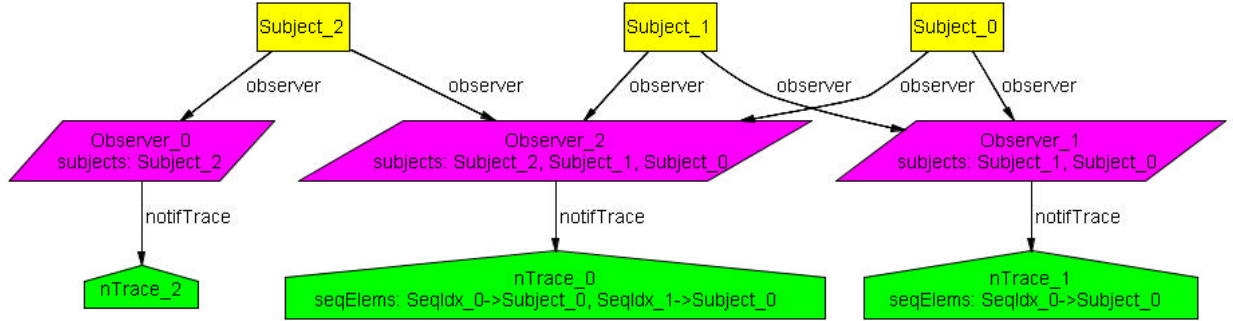 Subject_2
Subject_1
Subject_0
observer
observer
observer
observer
observer
observer
Observer_0
subjects: Subject_2
Observer_2
subjects: Subject_2, Subject_1, Subject_0
Observer_1
subjects: Subject_1, Subject_0
notifTrace
notifTrace
notifTrace
nTrace_2
nTrace_0
seqElems: SeqIdx_0->Subject_0, SeqIdx_1->Subject_0
nTrace_1
seqElems: SeqIdx_0->Subject_0